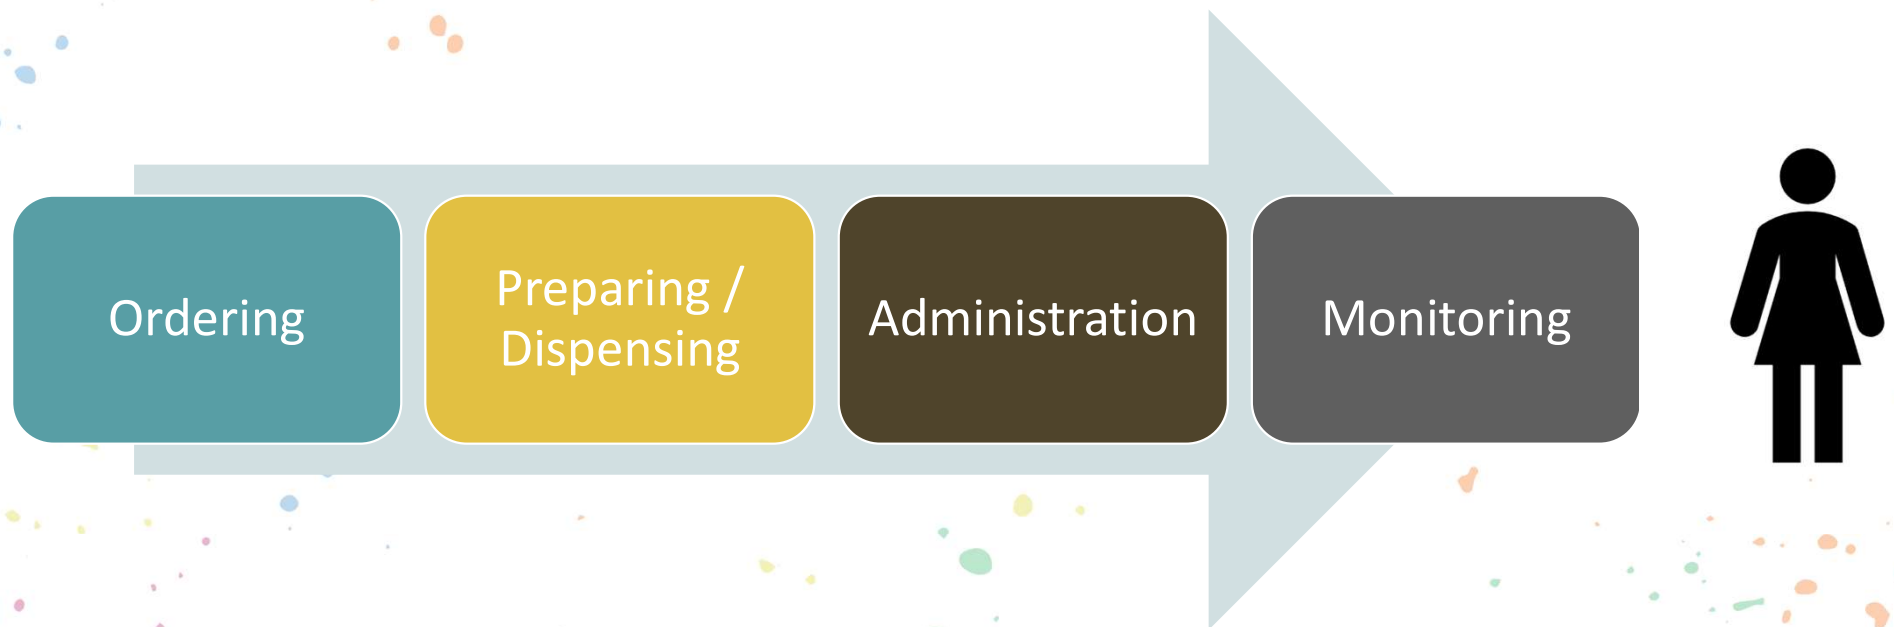 Ordering
Preparing /
Dispensing
Administration
Monitoring